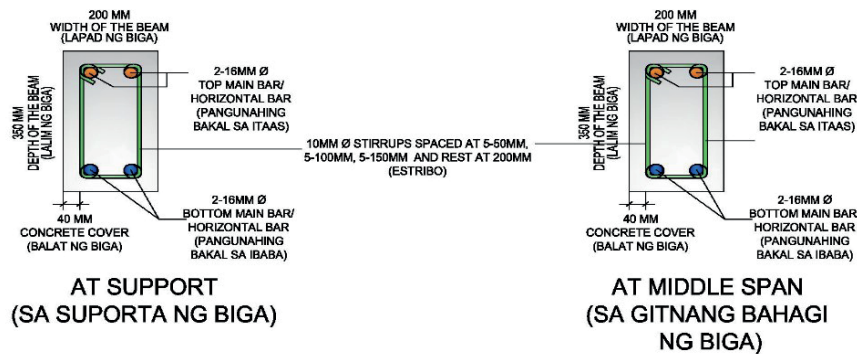 200 MM
WIDTH OF THE BEAM
(LAPAD NG BIGA)
350 MM
DEPTH OF THE BEAM
(LALIM NG BIGA)
2-16MM Ø
TOP MAIN BAR/
HORIZONTAL BAR
(PANGUNAHING
BAKAL SA ITAAS)
2-16MM Ø
BOTTOM MAIN BAR/
HORIZONTAL BAR
(PANGUNAHING
BAKAL SA IBABA)
40 MM
CONCRETE COVER
(BALAT NG BIGA)
AT SUPPORT
(SA SUPORTA NG BIGA)
10MM Ø STIRRUPS SPACED AT 5-50MM,
5-100MM, 5-150MM AND REST AT 200MM
(ESTRIBO)
200 MM
WIDTH OF THE BEAM
(LAPAD NG BIGA)
350 MM
DEPTH OF THE BEAM
(LALIM NG BIGA)
2-16MM Ø
TOP MAIN BAR/
HORIZONTAL BAR
(PANGUNAHING
BAKAL SA ITAAS)
2-16MM Ø
BOTTOM MAIN BAR/
HORIZONTAL BAR
(PANGUNAHING
BAKAL SA IBABA)
40 MM
CONCRETE COVER
(BALAT NG BIGA)
AT MIDDLE SPAN
(SA GITNANG BAHAGI
NG BIGA)